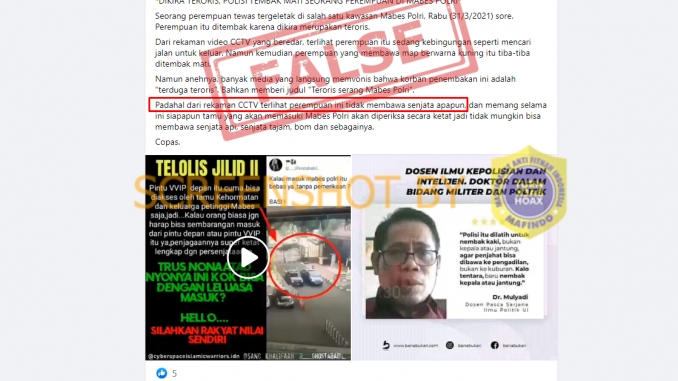 *DIKIRA TERORIS, POLISI TEMBAK MATI SEORANG PEREMPUAN DI MABES POLRI*
Seorang perempuan tewas tergeletak di salah satu kawasan Mabes Polri, Rabu (31/3/2021) sore.
Perempuan itu ditembak karena dikira merupakan teroris.
Dari rekaman video CCTV yang beredar, terlihat perempuan itu sedang kebingungan seperti mencari
jalan untuk keluar. Namun kemudian perempuan yang membawa map berwarna kuning itu tiba-tiba
ditembak mati.
Namun anehnya, banyak media yang langsung memvonis bahwa korban penembakan ini adalah
"terduga teroris". Bahkan memberi judul "Teroris serang Mabes Polri".
Padahal dari rekaman CCTV terlihat perempuan ini tidak membawa senjata apapun, dan memang selama
ini siapapun tamu yang akan memasuki Mabes Polri akan diperiksa secara ketat jadi tidak mungkin bisa
membawa senjata api, senjata tajam, bom dan sebagainya.
Copas.
FALSE
TELOLIS JILID II
Pintu VVIP depan itu cuma bisa
diakses oleh tamu Kehormatan
dan keluarga petinggi Mabes
saja,jadi...Kalau orang biasa jgn
harap bisa sembarangan masuk
dari pintu depan atau pintu VVIP
itu ya,penjagaannya super ketat
lengkap dgn persenjataan
TRUS NONA ATAU
NYONYA INI KOK BISA
DENGAN LELUASA
MASUK ?
HELLO....
SILAHKAN RAKYAT NILAI
SENDIRI
@cyberspaceislamicwarriors.idn
Kalau masuk mabes polri itu
bebas ya, tanpa pemeriksaan ?
BASI !
SCREENSHOT BY
DOSEN ILMU KEPOLISIAN DAN
INTELIJEN, DOKTOR DALAM
BIDANG MILITER DAN POLITIK
"Polisi itu dilatih untuk
nembak kaki, bukan
kepala atau jantung,
agar penjahat bisa
dibawa ke pengadilan,
bukan ke kuburan. Kalo
tentara, baru nembak
kepala atau jantung."
Dr. Mulyadi
Dosen Pasca Sarjana
Ilmu Politik UI
MASYARAKAT ANTI FITNAH INDONESIA
HOAX
MAFINDO
5